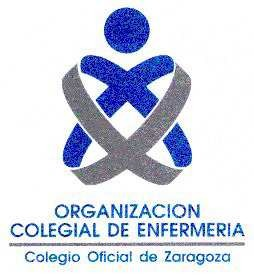 ORGANIZACION
COLEGIAL DE ENFERMERIA
Colegio Oficial de Zaragoza